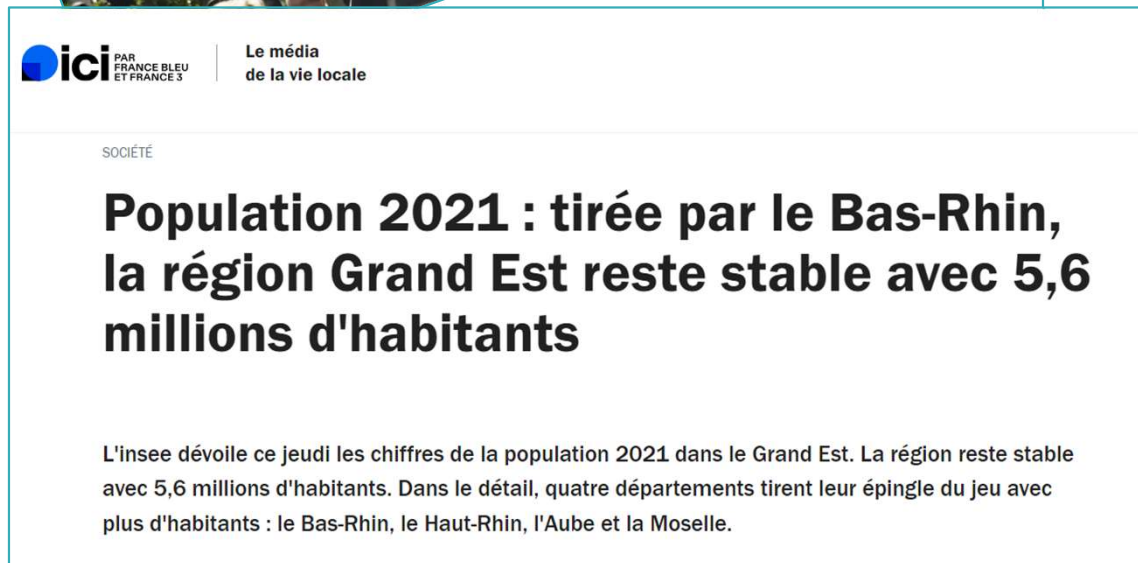 ici PAR
FRANCE BLEU
ET FRANCE 3
Le média
de la vie locale
SOCIÉTÉ
Population 2021 : tirée par le Bas-Rhin,
la région Grand Est reste stable avec 5,6
millions d'habitants
L'insee dévoile ce jeudi les chiffres de la population 2021 dans le Grand Est. La région reste stable
avec 5,6 millions d'habitants. Dans le détail, quatre départements tirent leur épingle du jeu avec
plus d'habitants : le Bas-Rhin, le Haut-Rhin, l'Aube et la Moselle.